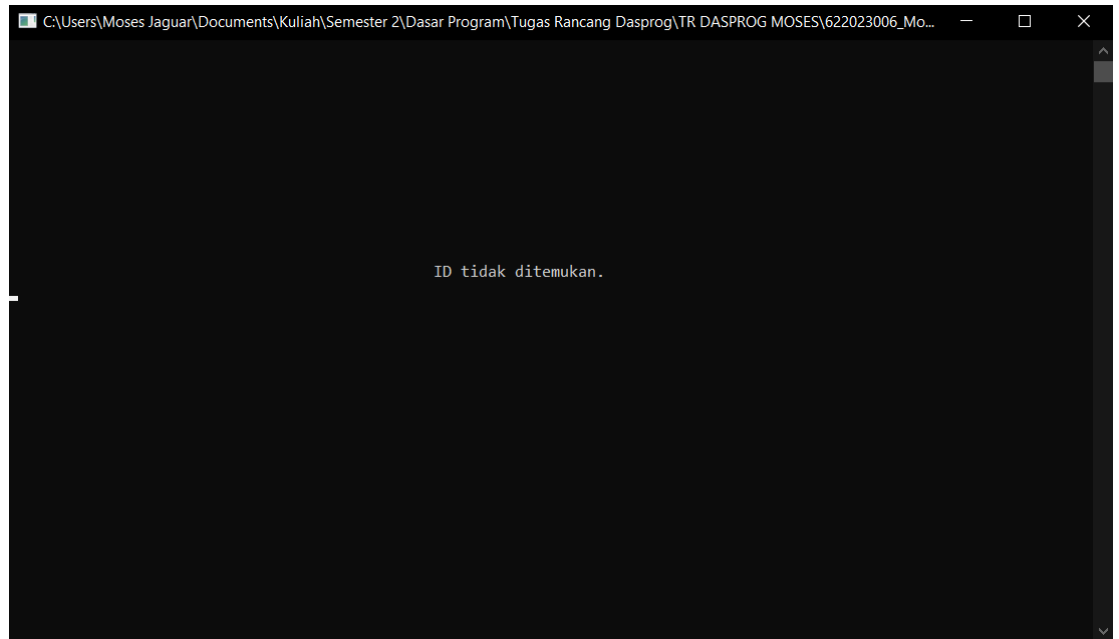 C:\Users\Moses Jaguar\Documents\Kuliah\Semester 2\Dasar Program\Tugas Rancang Dasprog\TR DASPROG MOSES\622023006_Mo...
ID tidak ditemukan.